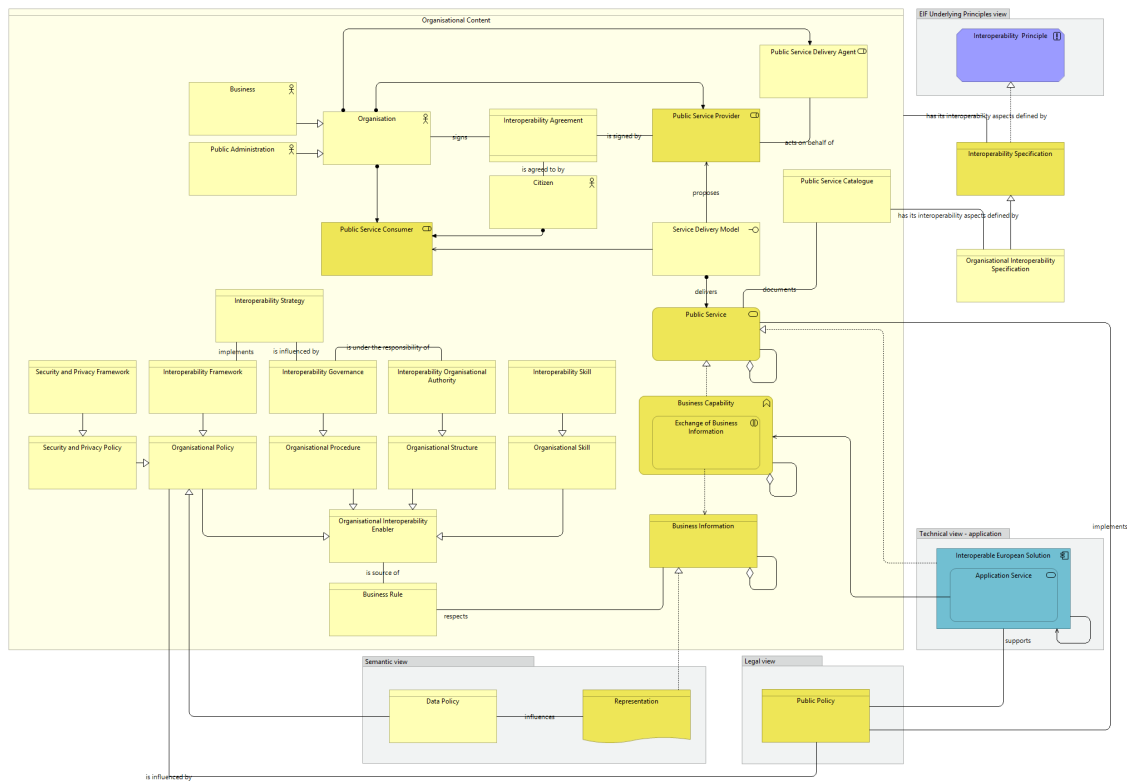 Organisational Content
EIF Underlying Principles view
Interoperability Principle
Public Service Delivery Agent
Business
Organisation
Interoperability Agreement
Public Service Provider
has its interoperability aspects defined by
signs
is signed by
acts on behalf of
Public Administration
Interoperability Specification
is agreed to by
Citizen
Public Service Catalogue
proposes
has its interoperability aspects defined by
Public Service Consumer
Service Delivery Model
Organisational Interoperability
Specification
delivers
documents
Interoperability Strategy
Public Service
implements
is influenced by
is under the responsibility of
Security and Privacy Framework
Interoperability Framework
Interoperability Governance
Interoperability Organisational
Authority
Interoperability Skill
Business Capability
Exchange of Business
Information
Security and Privacy Policy
Organisational Policy
Organisational Procedure
Organisational Structure
Organisational Skill
Organisational Interoperability
Enabler
Business Information
implements
Technical view - application
Interoperable European Solution
Application Service
is source of
Business Rule
respects
supports
Semantic view
Legal view
Data Policy
influences
Representation
Public Policy
is influenced by